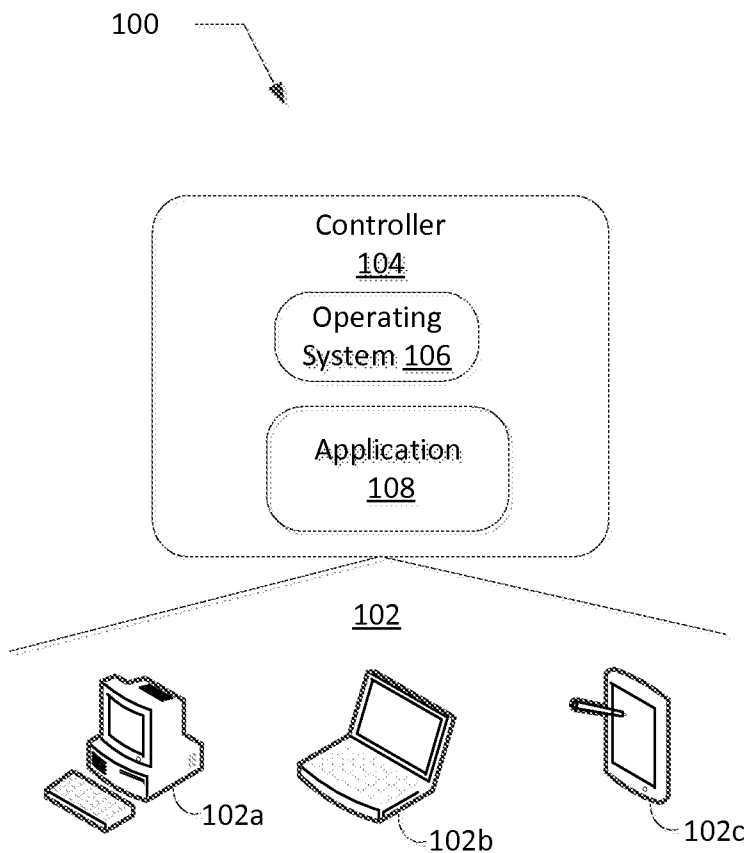 100
Controller
104
Operating
System 106
Application
108
102
102a
102b
102c